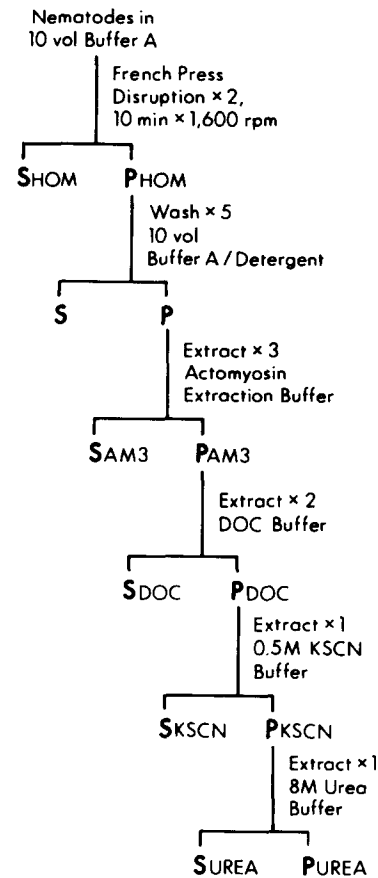 Nematodes in
10 vol Buffer A
French Press
Disruption × 2,
10 min × 1,600 rpm
SHOM PHOM
Wash × 5
10 vol
Buffer A / Detergent
S P
Extract × 3
Actomyosin
Extraction Buffer
SAM3 PAM3
Extract × 2
DOC Buffer
SDOC PDOC
Extract ×1
0.5M KSCN
Buffer
SKSCN PKSCN
Extract ×1
8M Urea
Buffer
SUREA PUREA